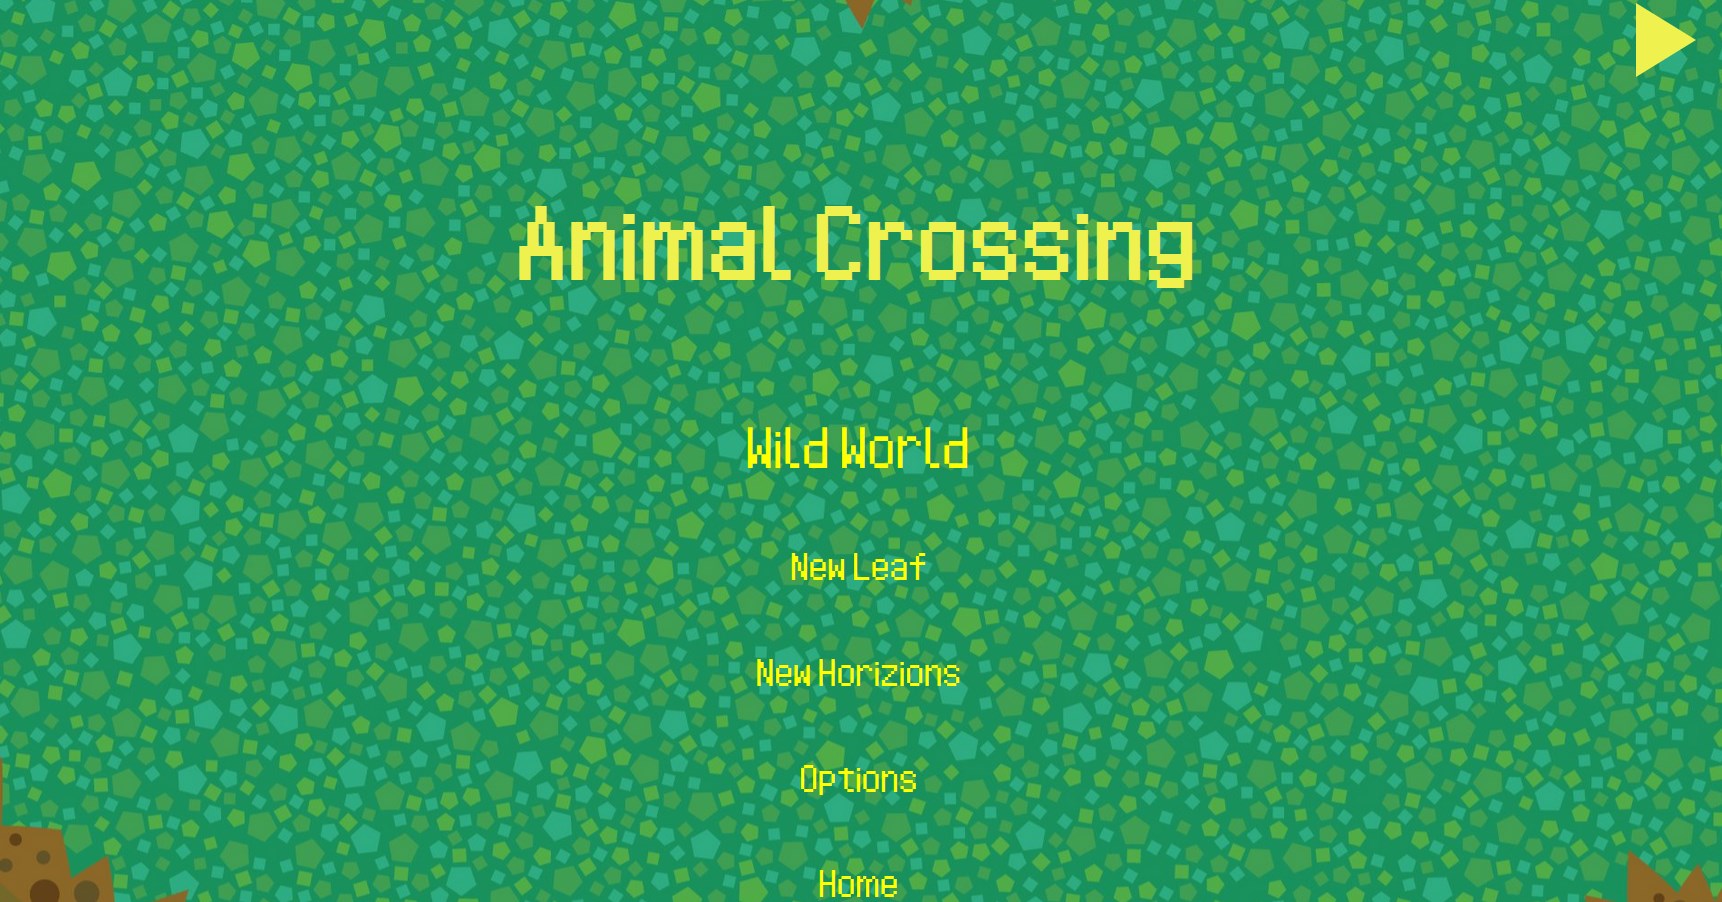 Animal Crossing
Wild World
New Leaf
New Horizions
Options
Home